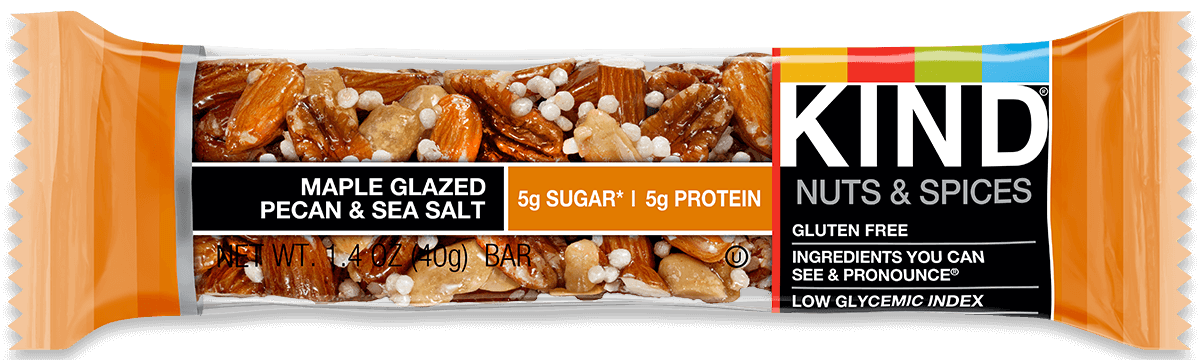 MAPLE GLAZED
PECAN & SEA SALT
5g SUGAR* | 5g PROTEIN
NET WT. 1.4 OZ (40g) BAR
U
KIND®
NUTS & SPICES
GLUTEN FREE
INGREDIENTS YOU CAN
SEE & PRONOUNCE®
LOW GLYCEMIC INDEX